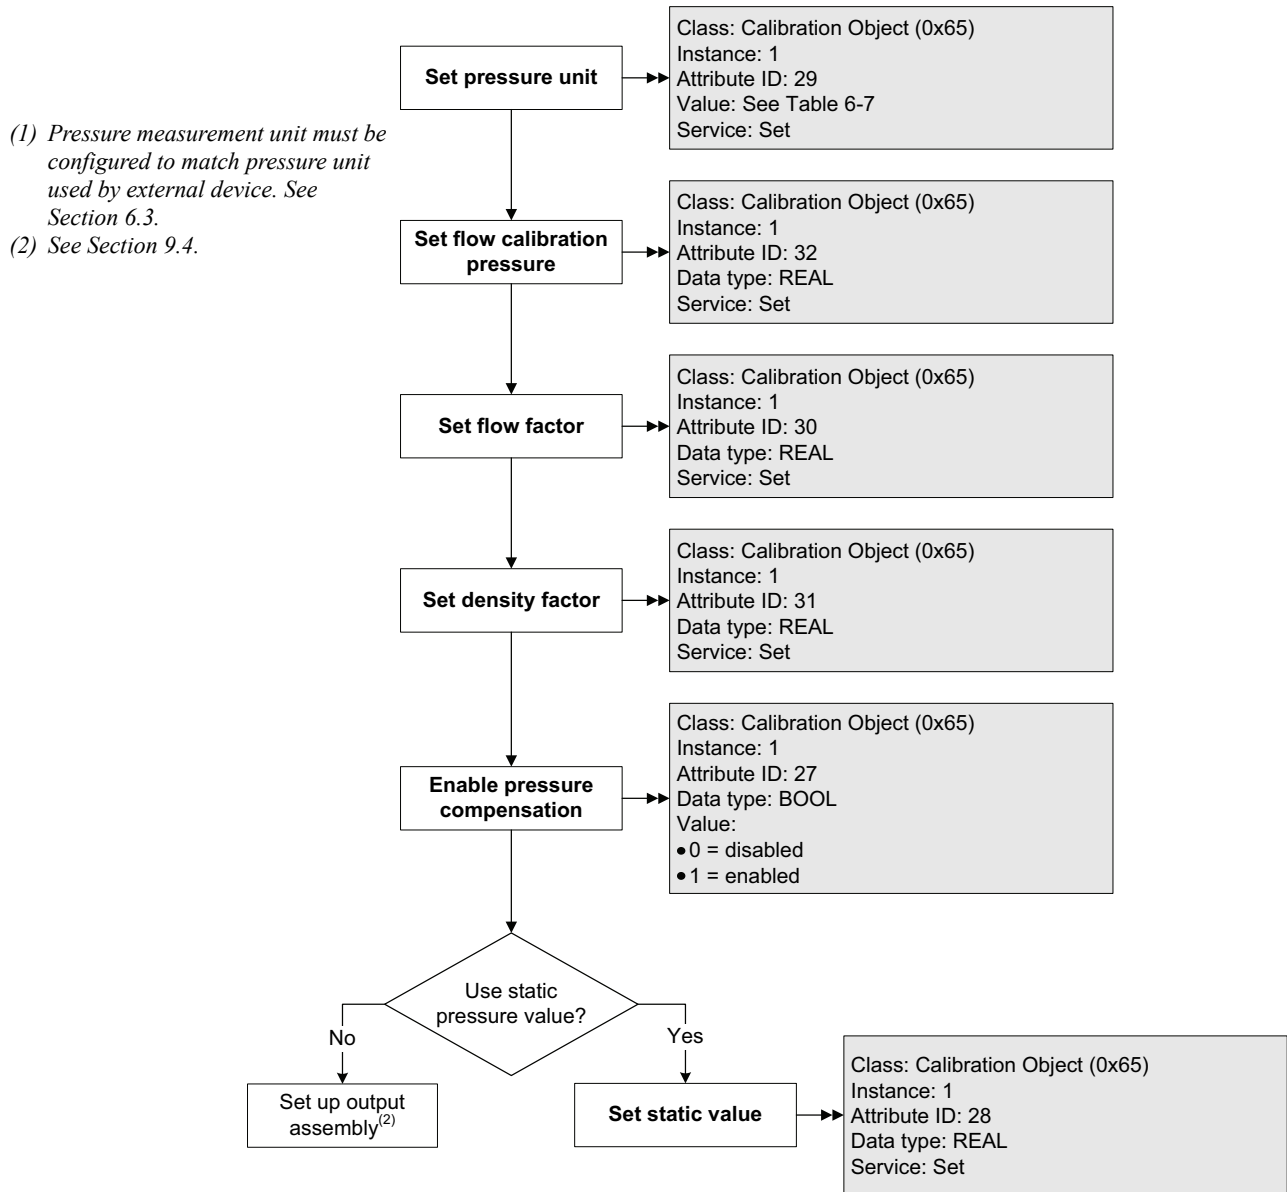 Class: Calibration Object (0x65)
Instance: 1
Attribute ID: 29
Value: See Table 6-7
Service: Set
Set pressure unit
(1) Pressure measurement unit must be
configured to match pressure unit
used by external device. See
Section 6.3.
(2) See Section 9.4.
Class: Calibration Object (0x65)
Instance: 1
Attribute ID: 32
Data type: REAL
Service: Set
Set flow calibration
pressure
Class: Calibration Object (0x65)
Instance: 1
Attribute ID: 30
Data type: REAL
Service: Set
Set flow factor
Class: Calibration Object (0x65)
Instance: 1
Attribute ID: 31
Data type: REAL
Service: Set
Set density factor
Class: Calibration Object (0x65)
Instance: 1
Attribute ID: 27
Data type: BOOL
Value:
• 0 = disabled
• 1 = enabled
Enable pressure
compensation
Use static
pressure value?
No
Yes
Set up output
assembly(2)
Set static value
Class: Calibration Object (0x65)
Instance: 1
Attribute ID: 28
Data type: REAL
Service: Set